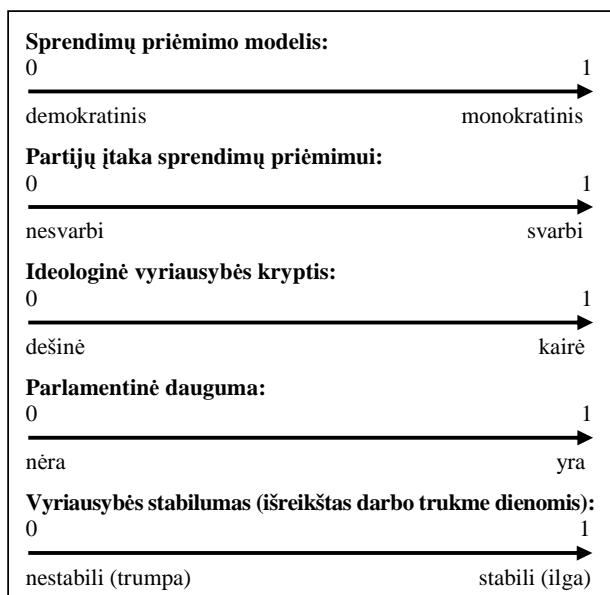 Sprendimų priėmimo modelis:
0 1
demokratinis monokratinis
Partijų įtaka sprendimų priėmimui:
0 1
nesvarbi svarbi
Ideologinė vyriausybės kryptis:
0 1
dešinė kairė
Parlamentinė dauguma:
0 1
nėra yra
Vyriausybės stabilumas (išreikštas darbo trukme dienomis):
0 1
nestabili (trumpa) stabili (ilga)